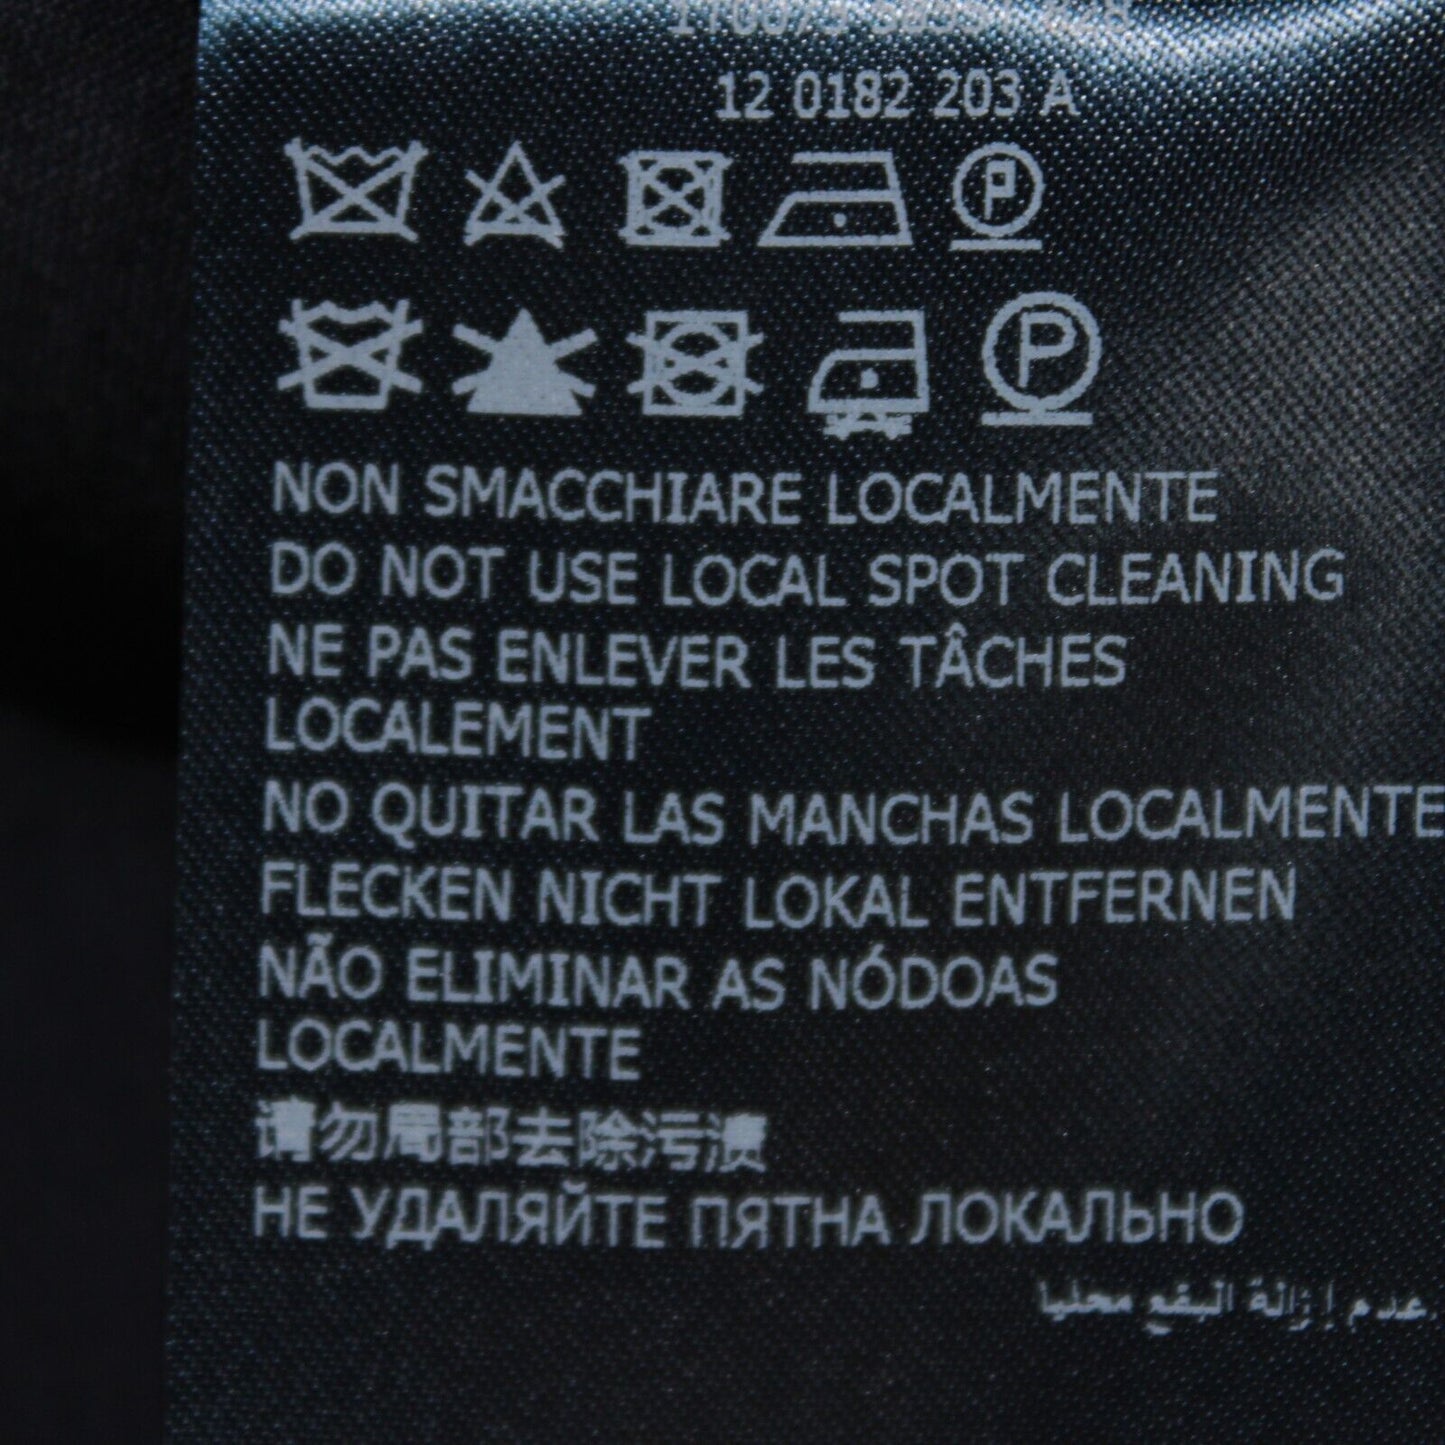 12 0182 203 A
P
P
NON SMACCHIARE LOCALMENTE
DO NOT USE LOCAL SPOT CLEANING
NE PAS ENLEVER LES TÂCHES
LOCALEMENT
NO QUITAR LAS MANCHAS LOCALMENTE
FLECKEN NICHT LOKAL ENTFERNEN
NÃO ELIMINAR AS NÓDOAS
LOCALMENTE
请勿局部去除污渍
НЕ УДАЛЯЙТЕ ПЯТНА ЛОКАЛЬНО
عدم إزالة البقع محليا.